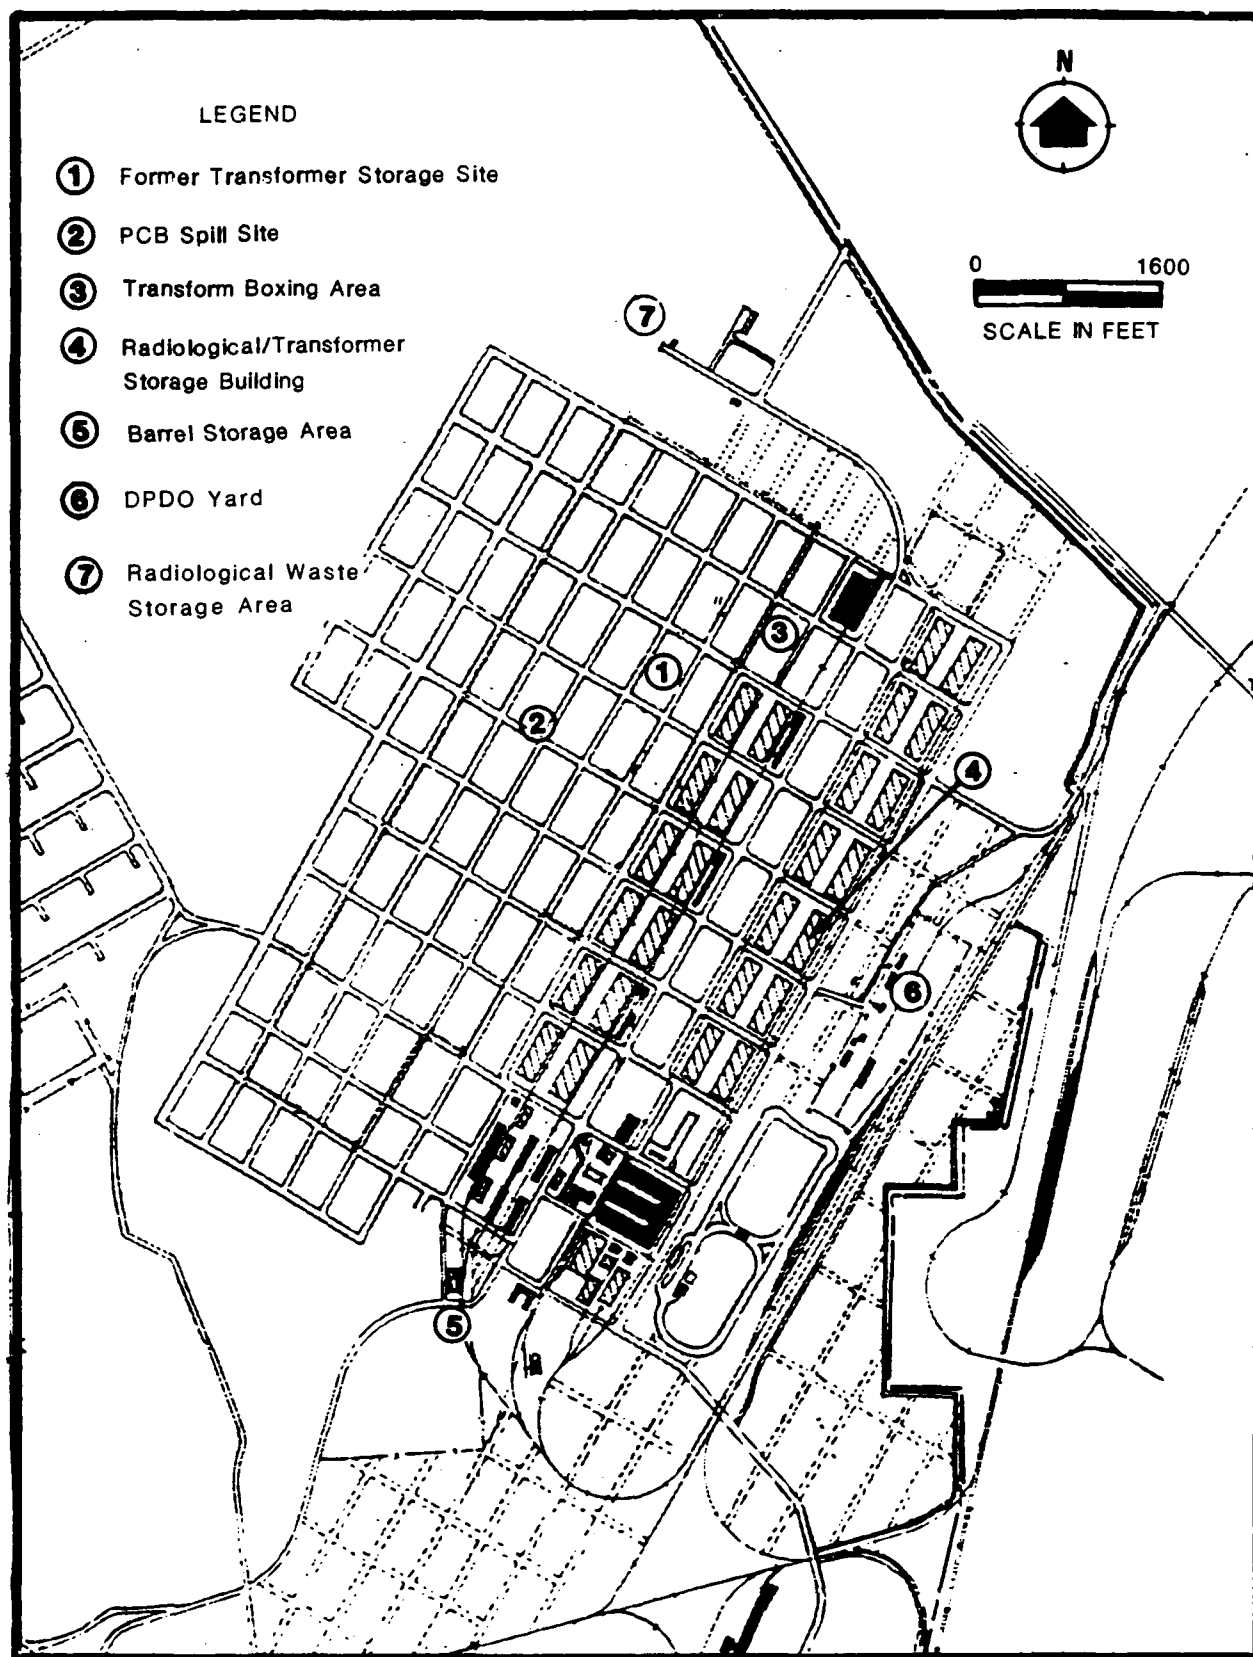 LEGEND
1 Former Transformer Storage Site
2 PCB Spill Site
3 Transform Boxing Area
4 Radiological/Transformer
Storage Building
5 Barrel Storage Area
6 DPDO Yard
7 Radiological Waste
Storage Area
N
0 1600
SCALE IN FEET
7
3
1
2
4
6
5